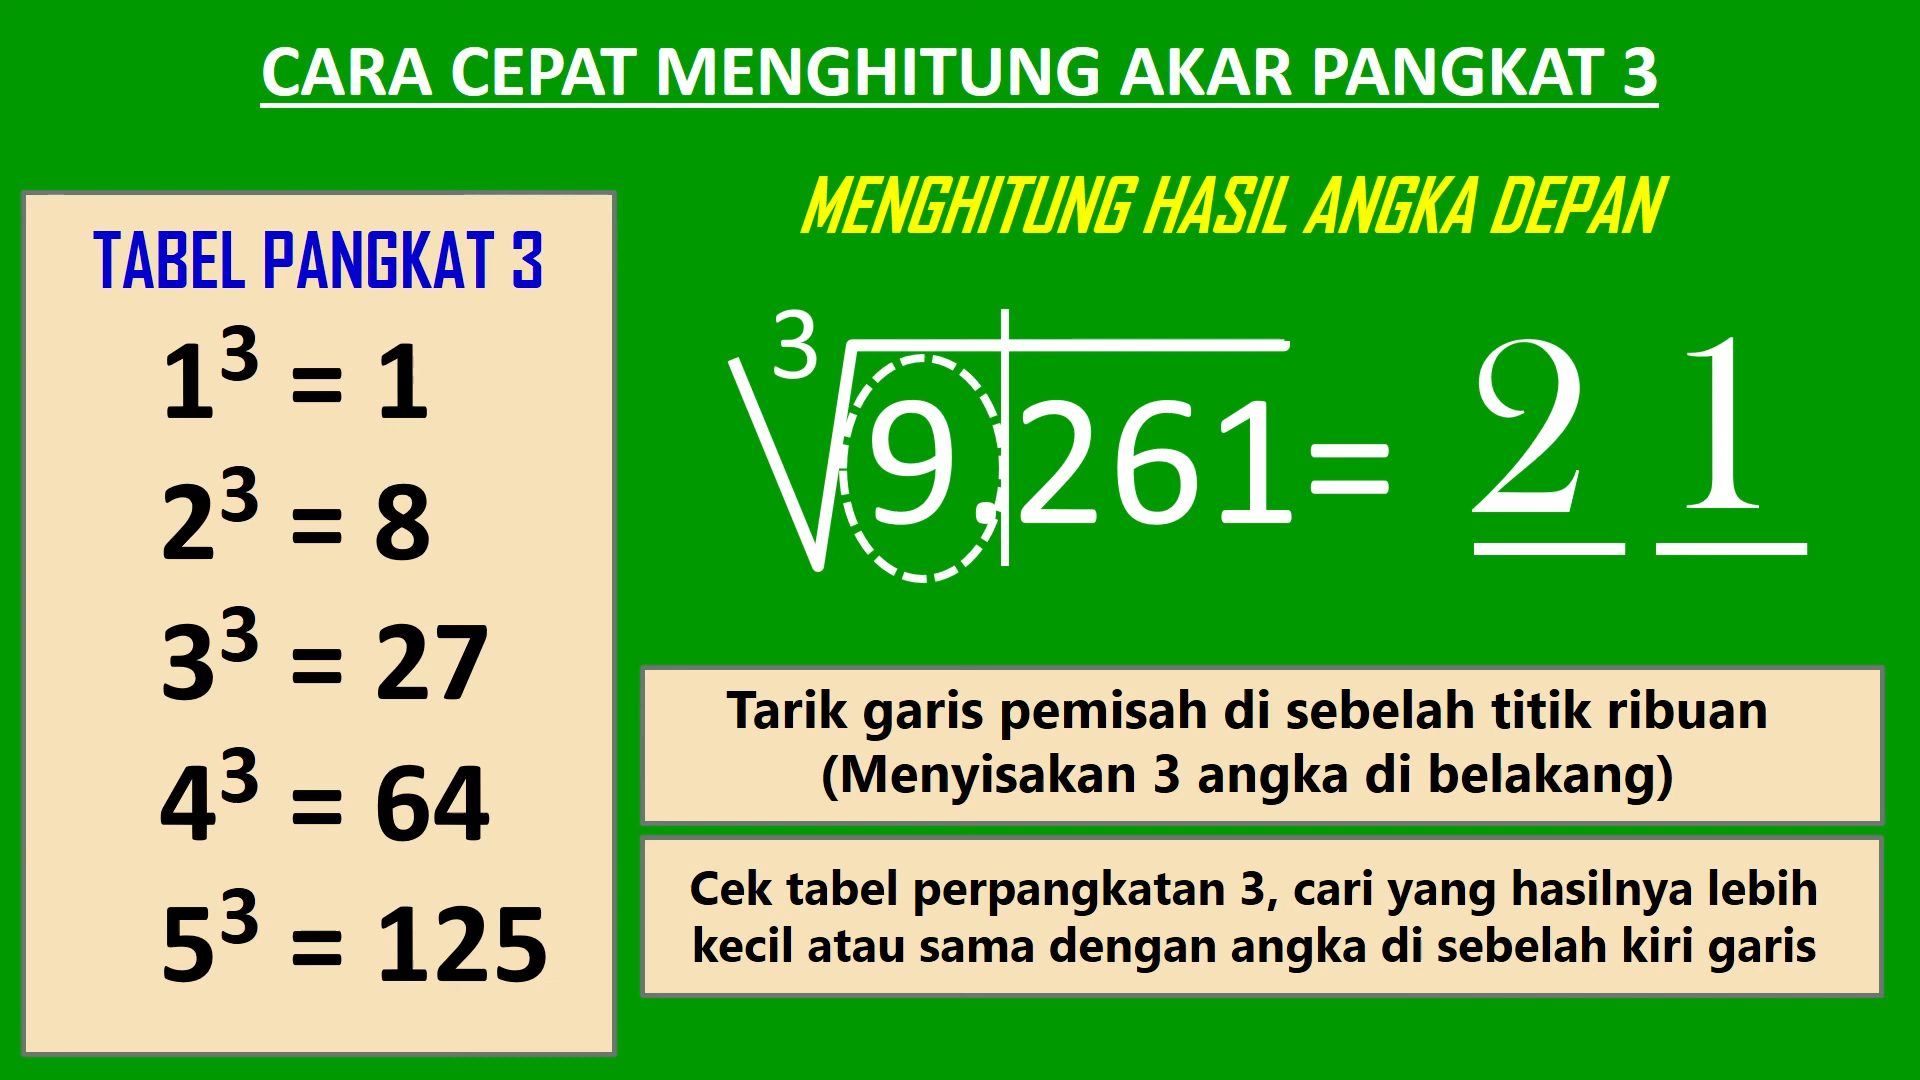 CARA CEPAT MENGHITUNG AKAR PANGKAT 3
TABEL PANGKAT 3
1³ = 1
2³ = 8
3³ = 27
4³ = 64
5³ = 125
MENGHITUNG HASIL ANGKA DEPAN
³√9.|261 = 2 1
Tarik garis pemisah di sebelah titik ribuan
(Menyisakan 3 angka di belakang)
Cek tabel perpangkatan 3, cari yang hasilnya lebih
kecil atau sama dengan angka di sebelah kiri garis